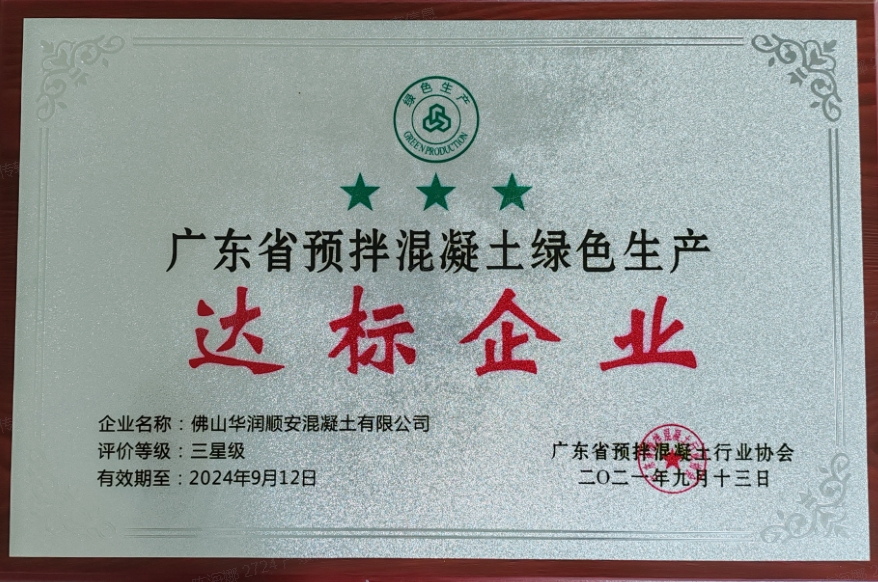 绿色生产
GREEN PRODUCTION
广东省预拌混凝土绿色生产
达标企业
企业名称：佛山华润顺安混凝土有限公司
评价等级：三星级
有效期至：2024年9月12日
广东省预拌混凝土行业协会
二〇二一年九月十三日